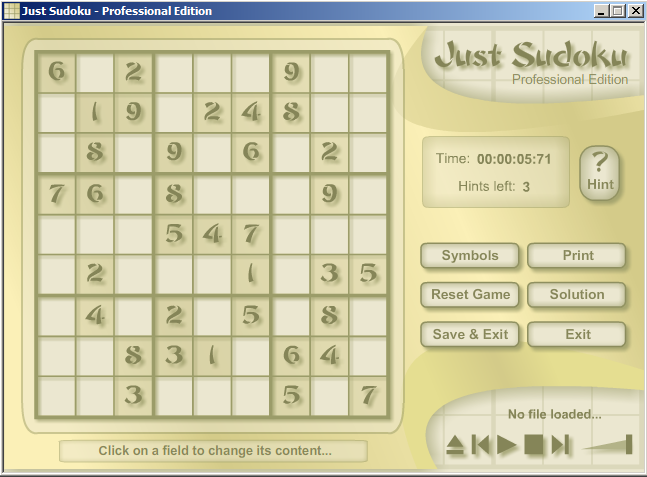 Just Sudoku - Professional Edition
Just Sudoku
Professional Edition
6 2 9
1 9 2 4 8
8 9 6 2
7 6 8 9
5 4 7
2 1 3 5
4 2 5 8
8 3 1 6 4
3 5 7
Time: 00:00:05:71
Hints left: 3
?
Hint
Symbols Print
Reset Game Solution
Save & Exit Exit
No file loaded...
Click on a field to change its content...